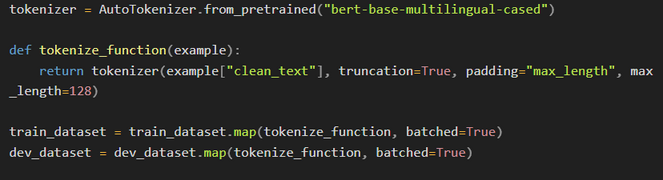 tokenizer = AutoTokenizer.from_pretrained("bert-base-multilingual-cased")
def tokenize_function(example):
    return tokenizer(example["clean_text"], truncation=True, padding="max_length", max
_length=128)
train_dataset = train_dataset.map(tokenize_function, batched=True)
dev_dataset = dev_dataset.map(tokenize_function, batched=True)